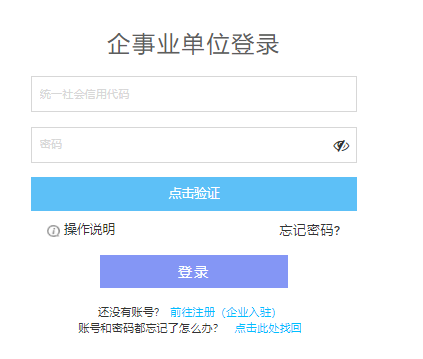 企事业单位登录
统一社会信用代码
密码
点击验证
操作说明 忘记密码?
登录
还没有账号? 前往注册（企业入驻）
账号和密码都忘记了怎么办? 点击此处找回